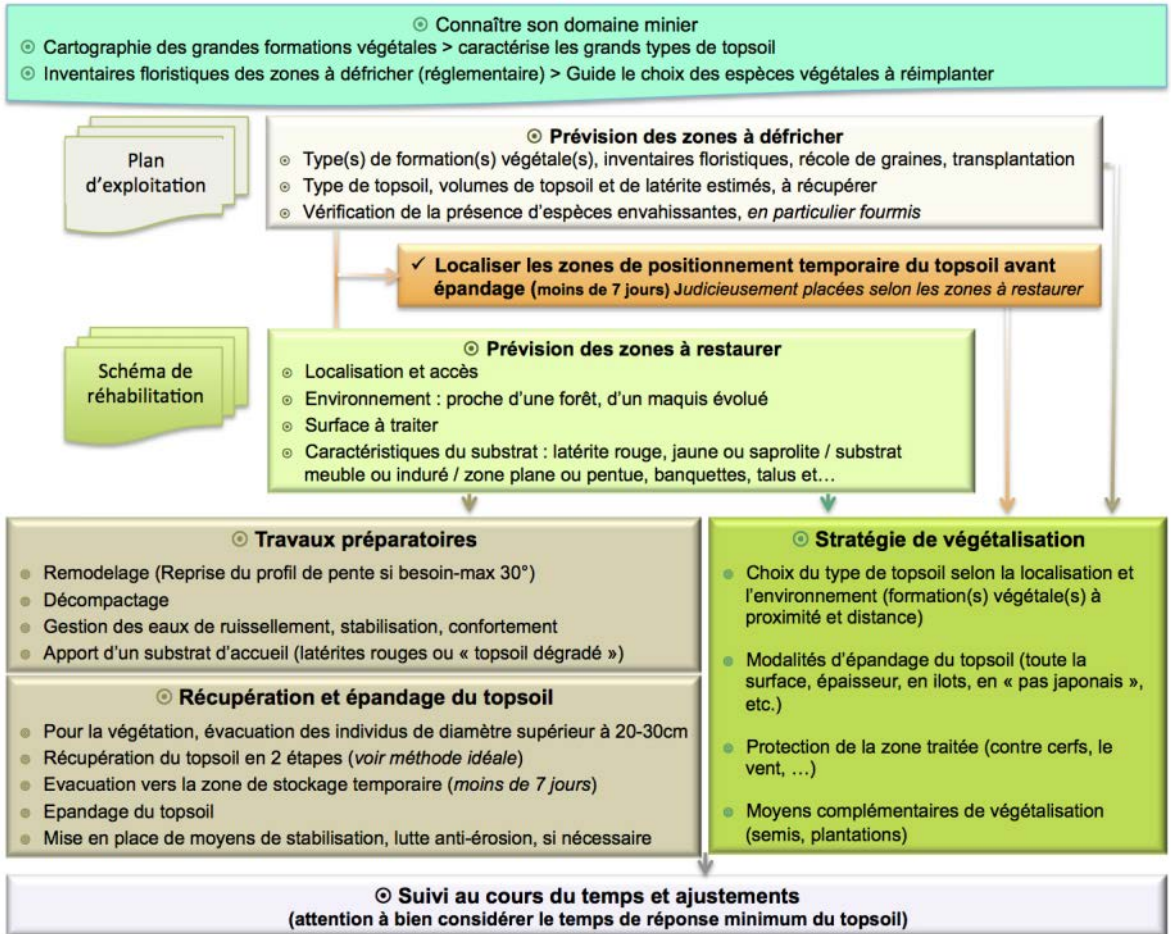 ⊙ Connaître son domaine minier
⊙ Cartographie des grandes formations végétales > caractérise les grands types de topsoil
⊙ Inventaires floristiques des zones à défricher (réglementaire) > Guide le choix des espèces végétales à réimplanter
Plan
d'exploitation
⊙ Prévision des zones à défricher
⊙ Type(s) de formation(s) végétale(s), inventaires floristiques, récole de graines, transplantation
⊙ Type de topsoil, volumes de topsoil et de latérite estimés, à récupérer
⊙ Vérification de la présence d'espèces envahissantes, en particulier fourmis
✓ Localiser les zones de positionnement temporaire du topsoil avant
épandage (moins de 7 jours) Judicieusement placées selon les zones à restaurer
Schéma de
réhabilitation
⊙ Prévision des zones à restaurer
⊙ Localisation et accès
⊙ Environnement : proche d'une forêt, d'un maquis évolué
⊙ Surface à traiter
⊙ Caractéristiques du substrat : latérite rouge, jaune ou saprolite / substrat
meuble ou induré / zone plane ou pentue, banquettes, talus et…
⊙ Travaux préparatoires
● Remodelage (Reprise du profil de pente si besoin-max 30°)
● Décompactage
● Gestion des eaux de ruissellement, stabilisation, confortement
● Apport d'un substrat d'accueil (latérites rouges ou « topsoil dégradé »)
⊙ Récupération et épandage du topsoil
● Pour la végétation, évacuation des individus de diamètre supérieur à 20-30cm
● Récupération du topsoil en 2 étapes (voir méthode idéale)
● Evacuation vers la zone de stockage temporaire (moins de 7 jours)
● Epandage du topsoil
● Mise en place de moyens de stabilisation, lutte anti-érosion, si nécessaire
⊙ Stratégie de végétalisation
● Choix du type de topsoil selon la localisation et
l'environnement (formation(s) végétale(s) à
proximité et distance)
● Modalités d'épandage du topsoil (toute la
surface, épaisseur, en ilots, en « pas japonais »,
etc.)
● Protection de la zone traitée (contre cerfs, le
vent, …)
● Moyens complémentaires de végétalisation
(semis, plantations)
⊙ Suivi au cours du temps et ajustements
(attention à bien considérer le temps de réponse minimum du topsoil)